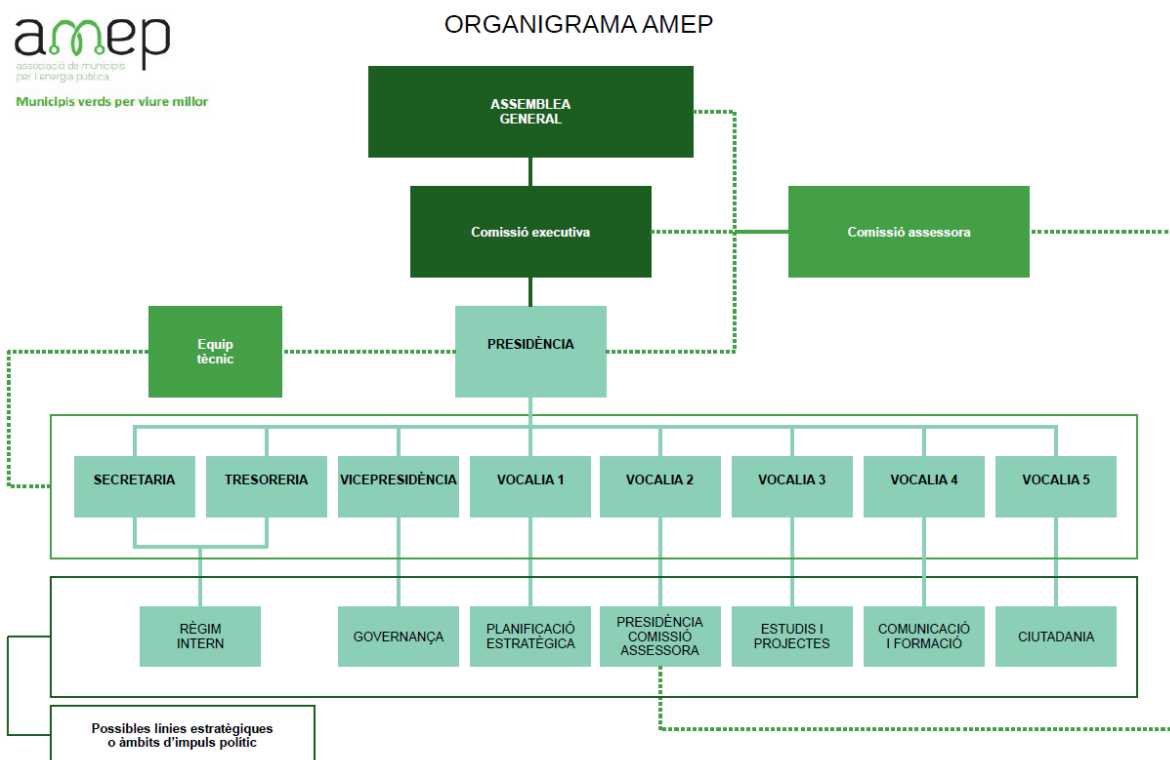 ORGANIGRAMA AMEP
amep
associació de municipis
per l'energia pública
Municipis verds per viure millor
ASSEMBLEA
GENERAL
Comissió executiva
Comissió assessora
Equip
tècnic
PRESIDÈNCIA
SECRETARIA
TRESORERIA
VICEPRESIDÈNCIA
VOCALIA 1
VOCALIA 2
VOCALIA 3
VOCALIA 4
VOCALIA 5
RÈGIM
INTERN
GOVERNANÇA
PLANIFICACIÓ
ESTRATÈGICA
PRESIDÈNCIA
COMISSIÓ
ASSESSORA
ESTUDIS I
PROJECTES
COMUNICACIÓ
I FORMACIÓ
CIUTADANIA
Possibles línies estratègiques
o àmbits d'impuls polític